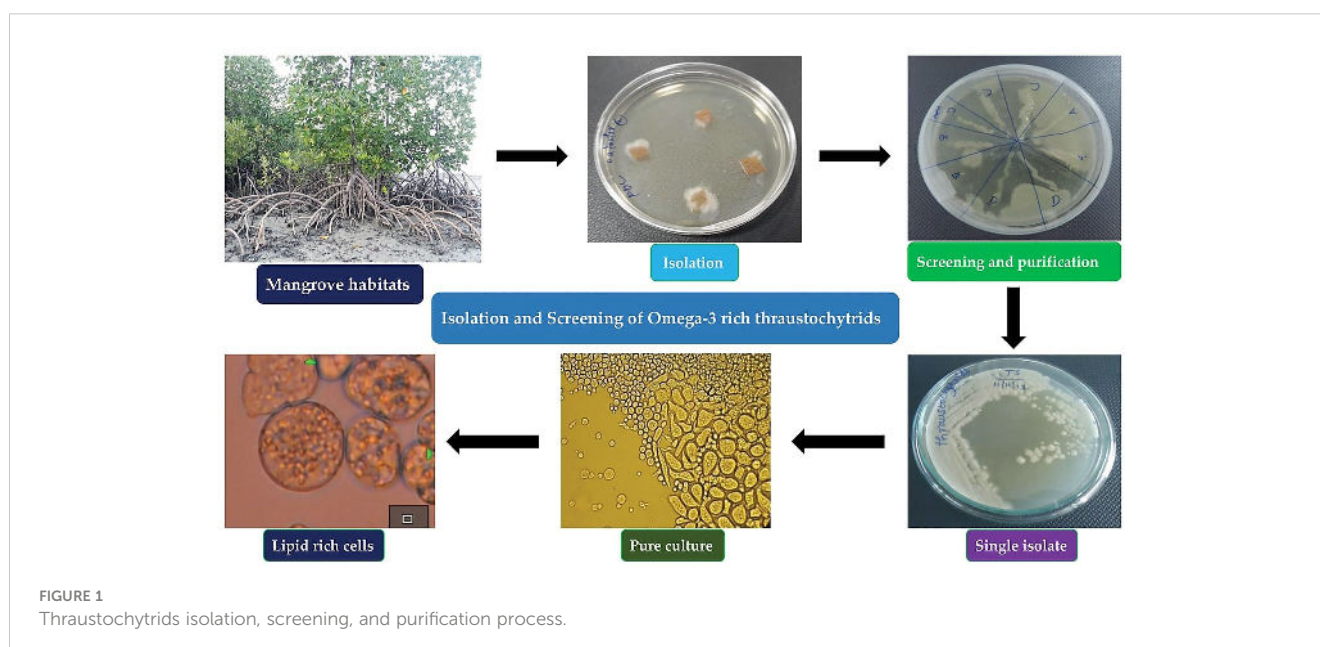 Mangrove habitats
Isolation
Screening and purification
Isolation and Screening of Omega-3 rich thraustochytrids
Lipid rich cells
Pure culture
Single isolate
FIGURE 1
Thraustochytrids isolation, screening, and purification process.